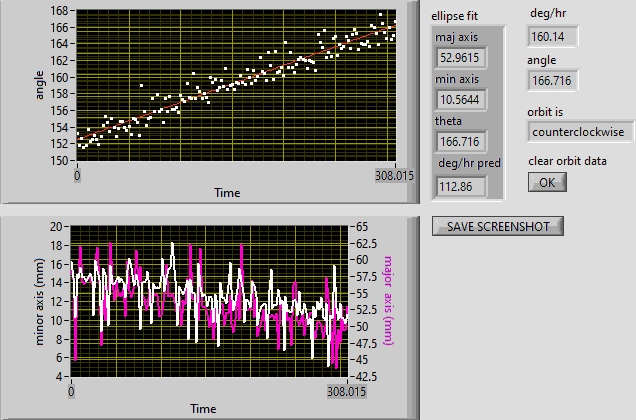 168
166
164
162
160
158
156
154
152
150
angle
0
308.015
Time
ellipse fit
maj axis
52.9615
min axis
10.5644
theta
166.716
deg/hr pred
112.86
deg/hr
160.14
angle
166.716
orbit is
counterclockwise
clear orbit data
OK
SAVE SCREENSHOT
20
18
16
14
12
10
8
6
4
minor axis (mm)
65
62.5
60
57.5
55
52.5
50
47.5
45
42.5
major axis (mm)
0
308.015
Time